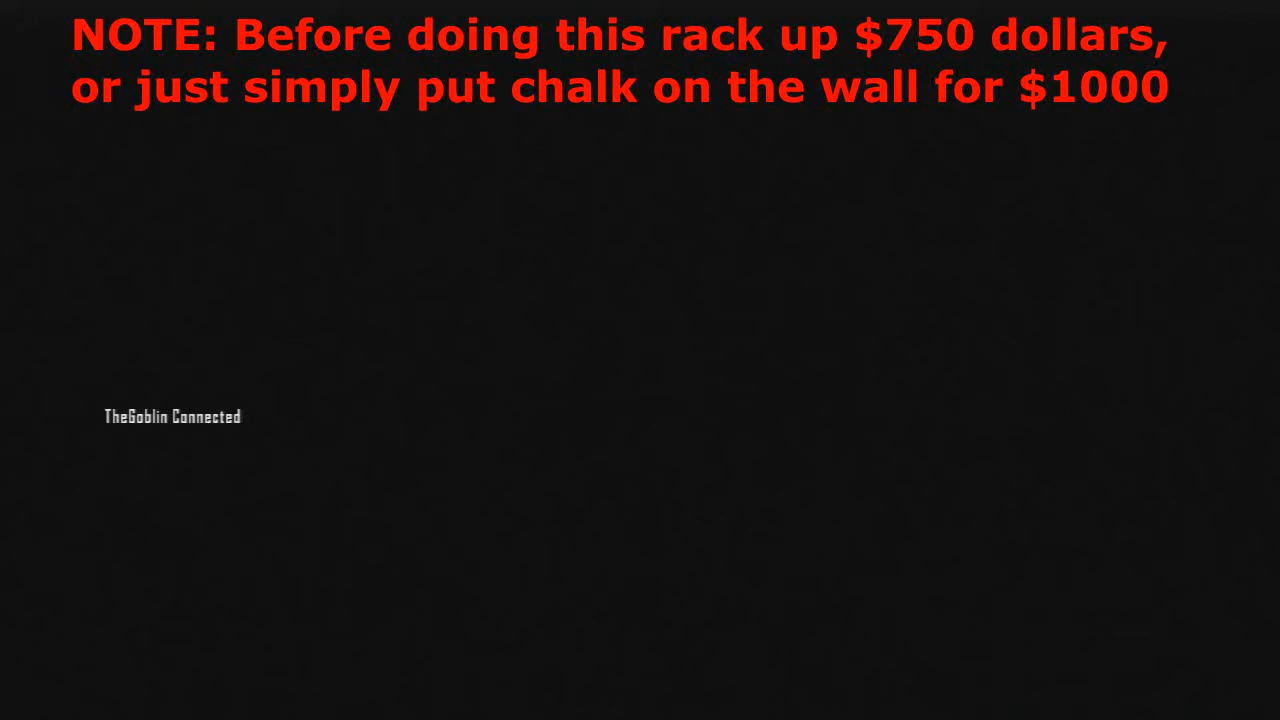 NOTE: Before doing this rack up $750 dollars,
or just simply put chalk on the wall for $1000
TheGoblin Connected